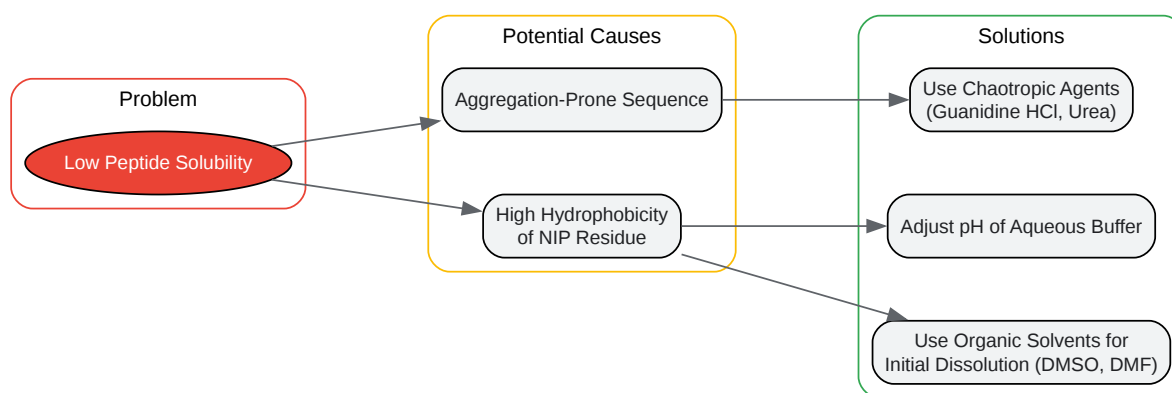 Problem
Low Peptide Solubility
Potential Causes
Aggregation-Prone Sequence
High Hydrophobicity
of NIP Residue
Solutions
Use Chaotropic Agents
(Guanidine HCl, Urea)
Adjust pH of Aqueous Buffer
Use Organic Solvents for
Initial Dissolution (DMSO, DMF)